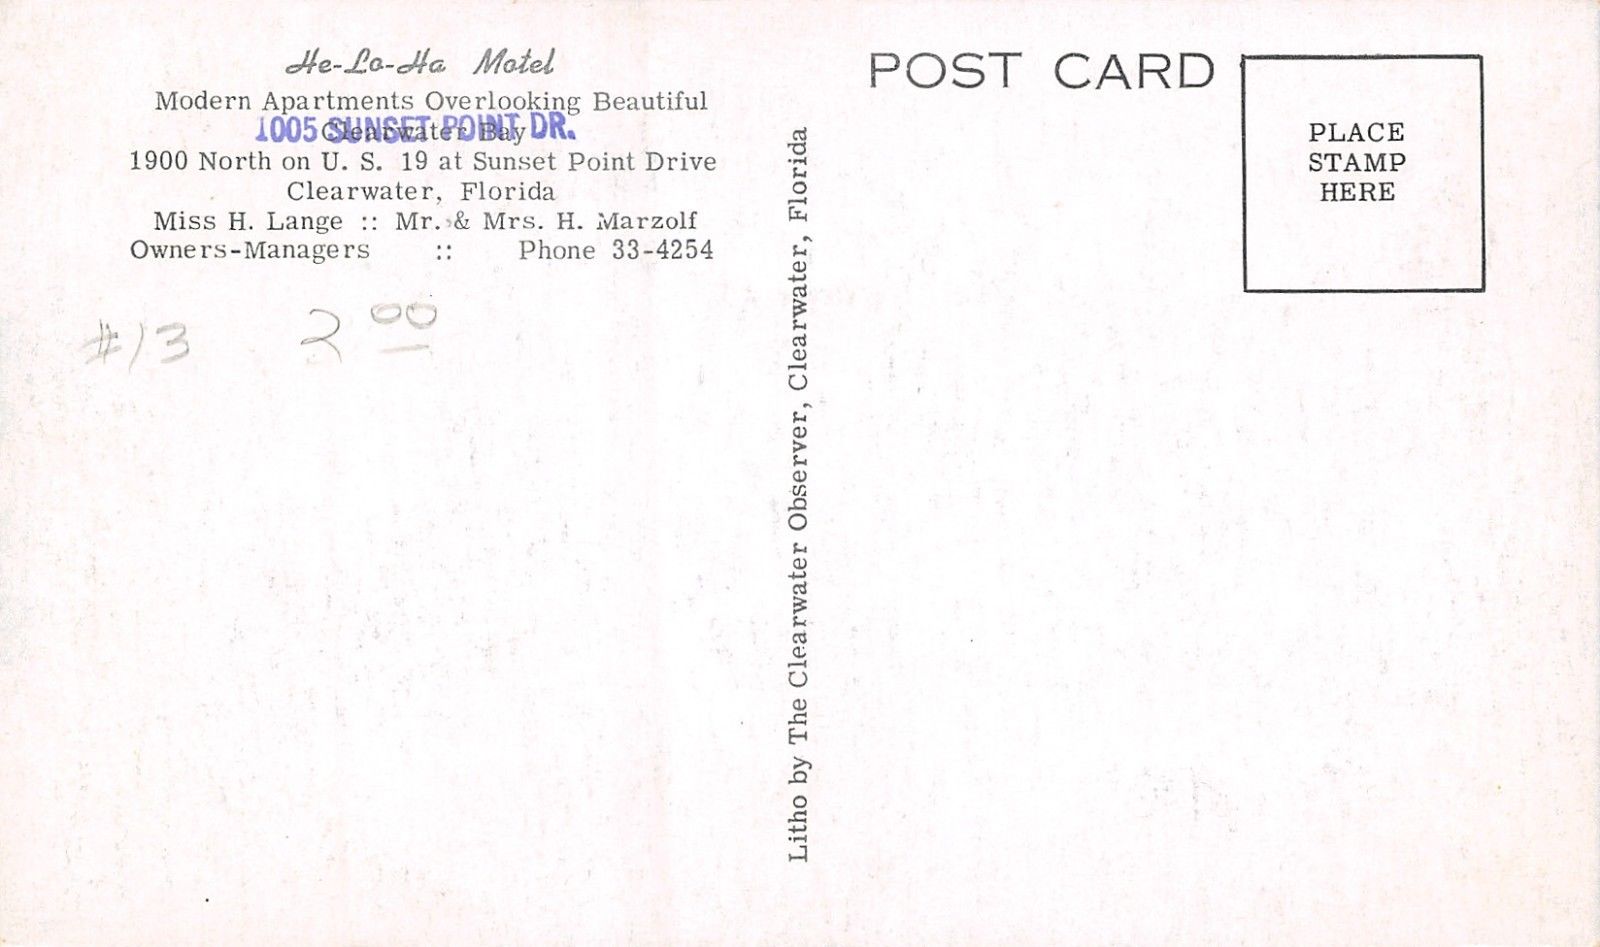 He-La-Ha Motel
Modern Apartments Overlooking Beautiful
Clearwater Bay
1005 SUNSET POINT DR.
1900 North on U. S. 19 at Sunset Point Drive
Clearwater, Florida
Miss H. Lange :: Mr. & Mrs. H. Marzolf
Owners-Managers :: Phone 33-4254
#13 2 00
Litho by The Clearwater Observer, Clearwater, Florida
POST CARD
PLACE
STAMP
HERE